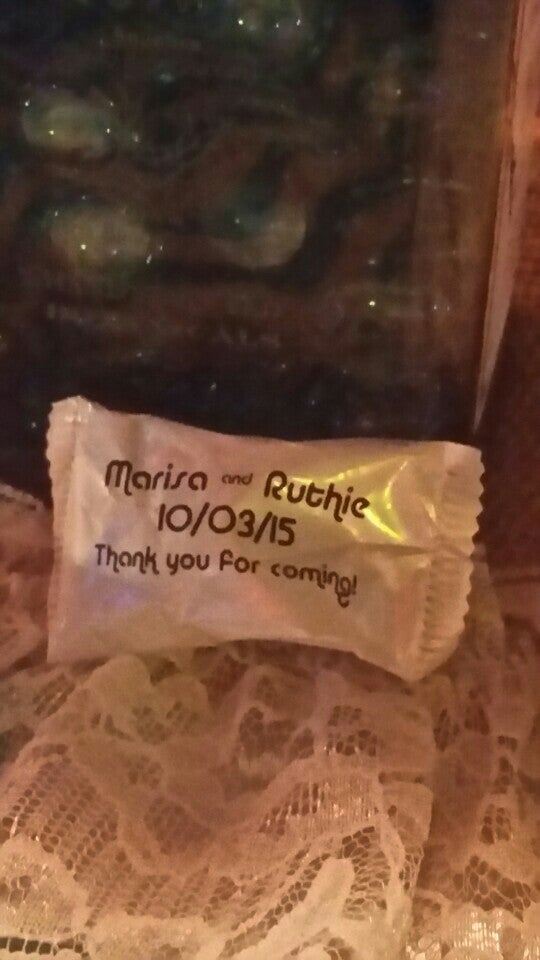 Marisa and Ruthie
10/03/15
Thank you for coming!